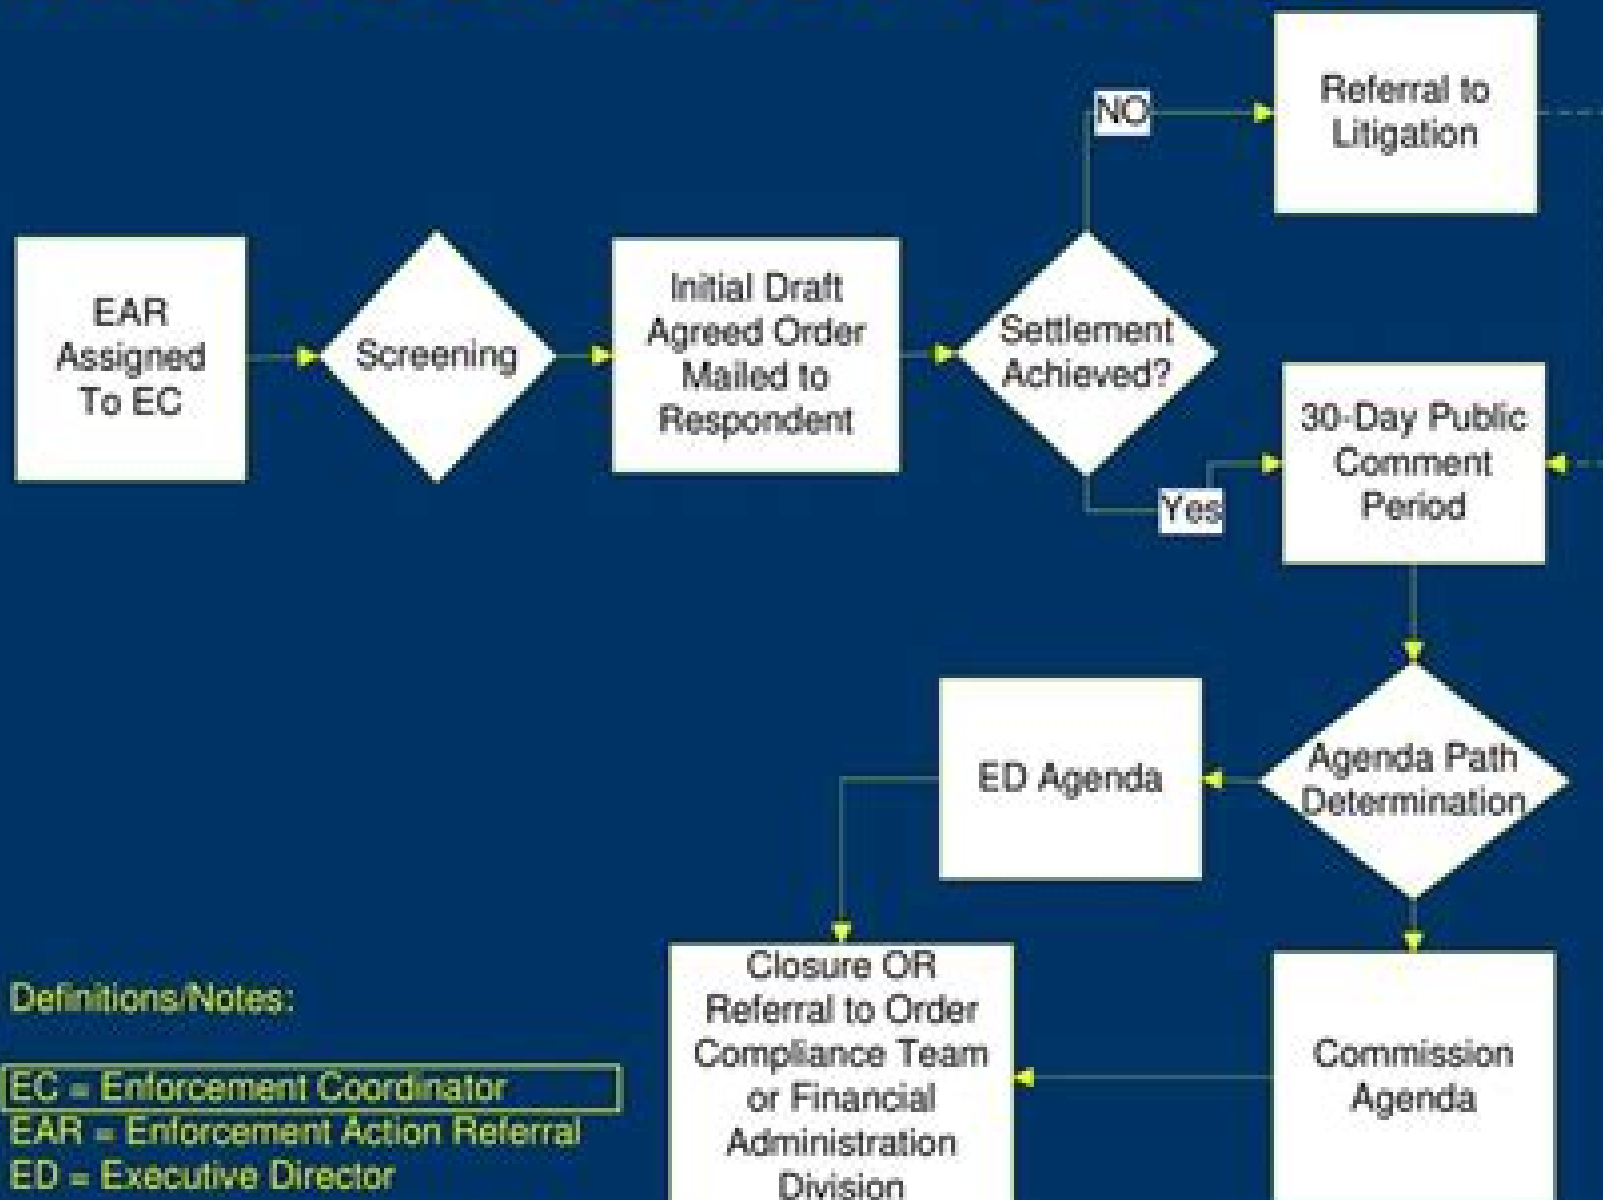 NO
Referral to
Litigation
EAR
Assigned
To EC
Screening
Initial Draft
Agreed Order
Mailed to
Respondent
Settlement
Achieved?
Yes
30-Day Public
Comment
Period
Agenda Path
Determination
ED Agenda
Closure OR
Referral to Order
Compliance Team
or Financial
Administration
Division
Commission
Agenda
Definitions/Notes:
EC = Enforcement Coordinator
EAR = Enforcement Action Referral
ED = Executive Director